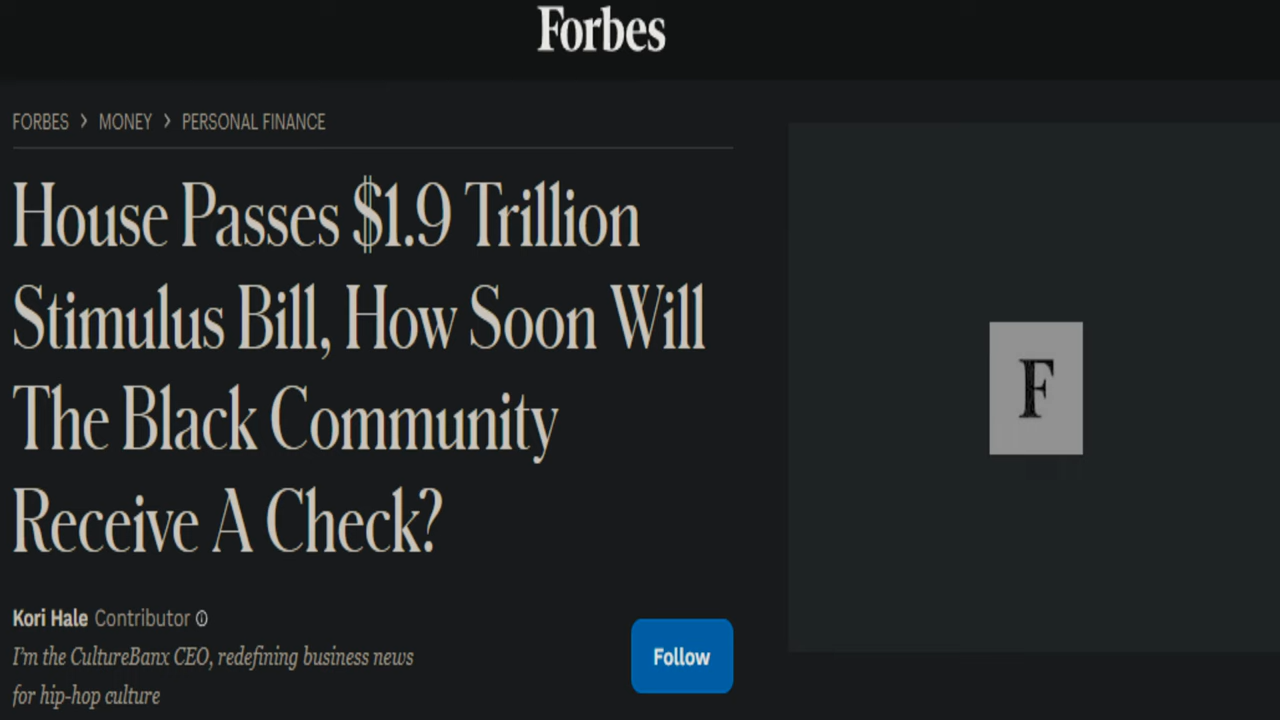 Forbes
FORBES > MONEY > PERSONAL FINANCE
House Passes $1.9 Trillion
Stimulus Bill, How Soon Will
The Black Community
Receive A Check?
F
Kori Hale Contributor ⓘ
I'm the CultureBanx CEO, redefining business news
for hip-hop culture
Follow